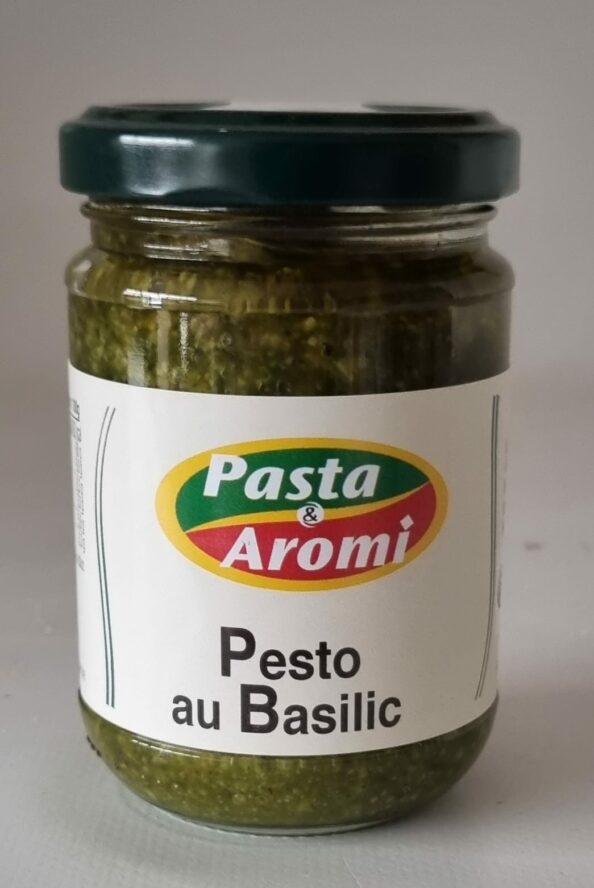 Pasta
&
Aromi
Pesto
au Basilic